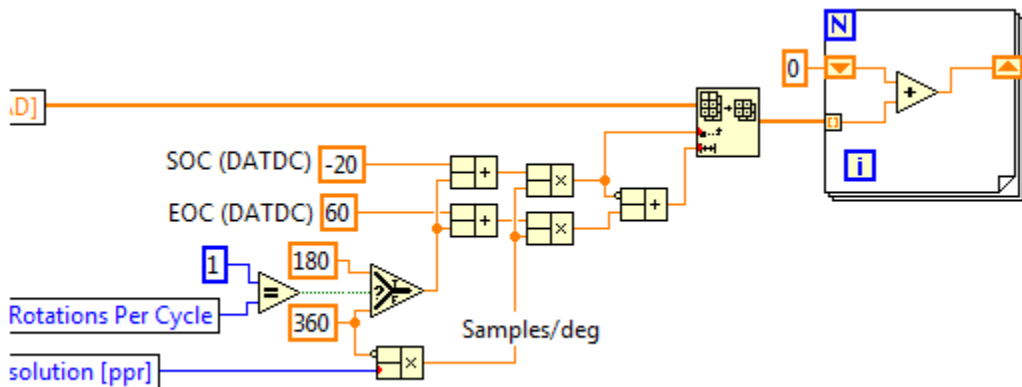 N
0
AD]
SOC (DATDC) -20
EOC (DATDC) 60
i
1
180
=
?
Rotations Per Cycle
360
Samples/deg
solution [ppr]
+
×
+
×
+
+
×